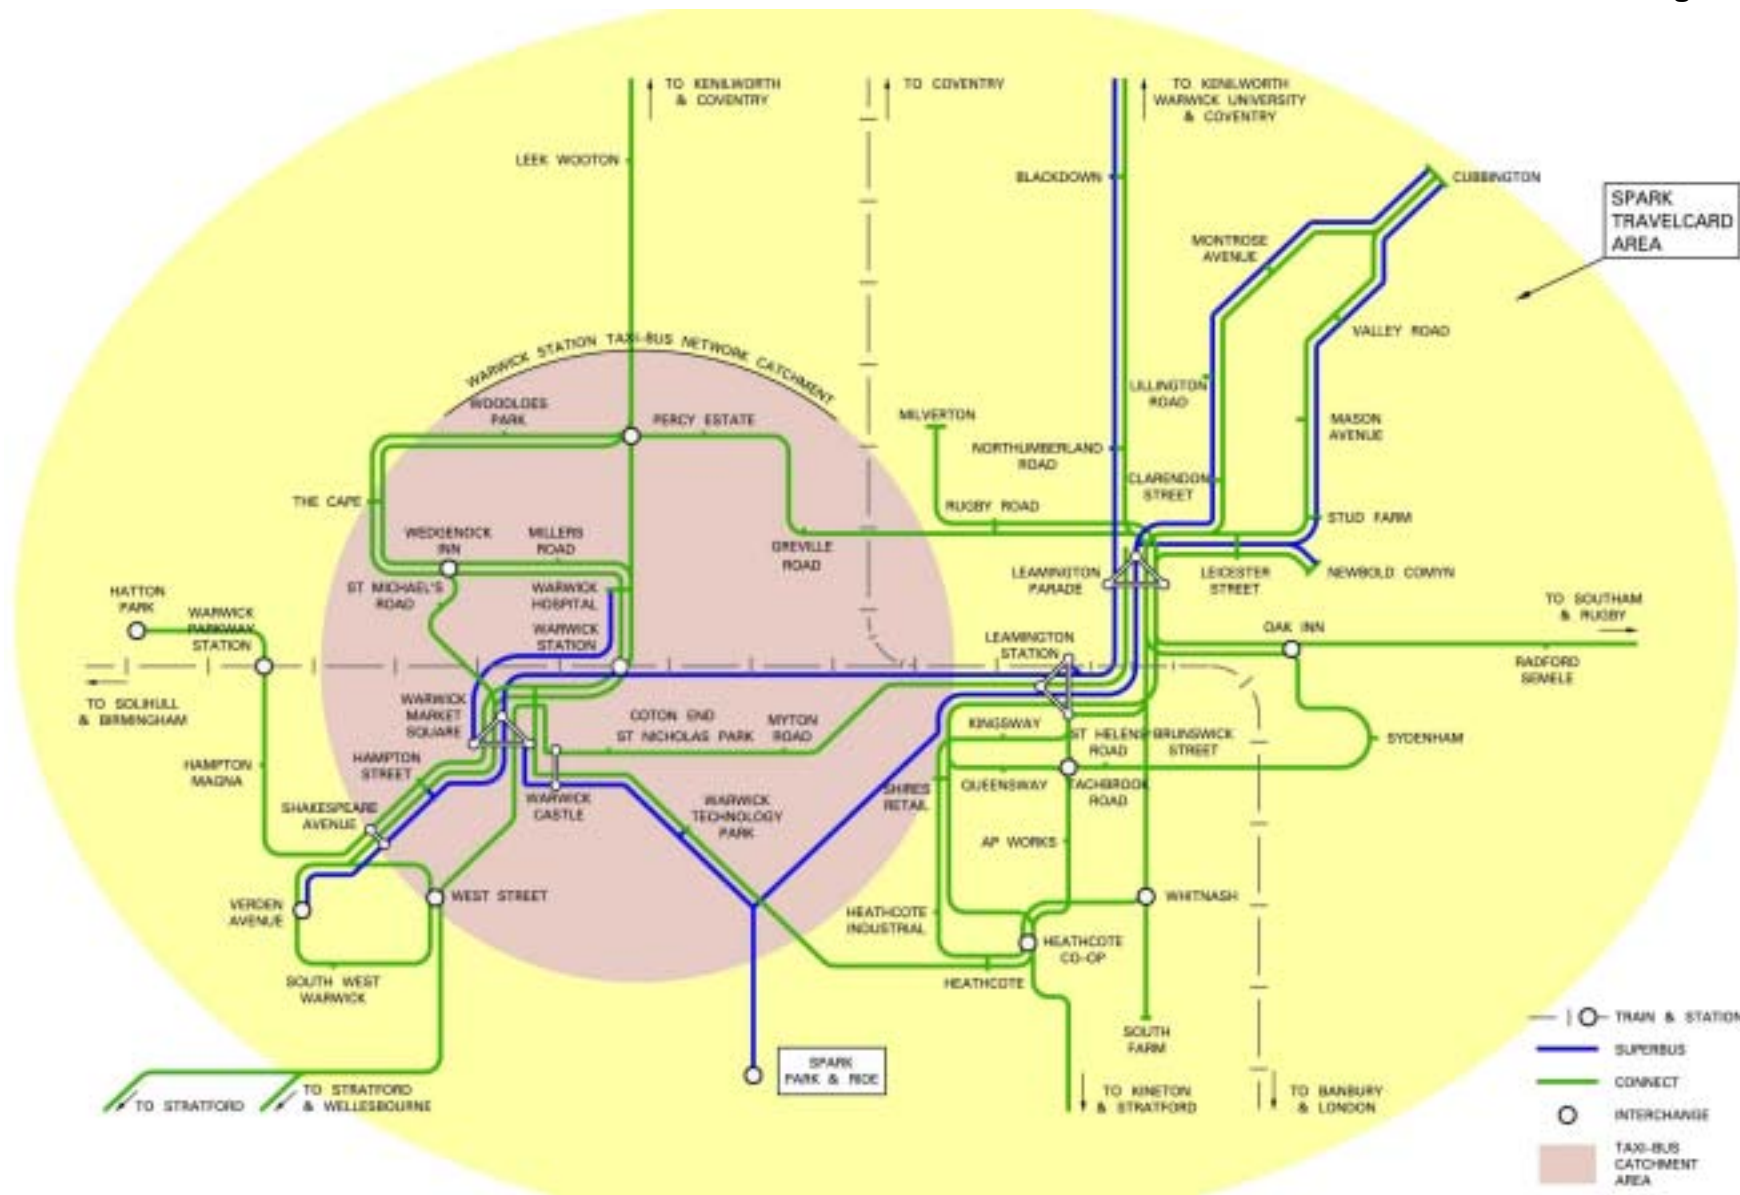 TO KENILWORTH
& COVENTRY
TO COVENTRY
TO KENILWORTH
WARWICK UNIVERSITY
& COVENTRY
LEEK WOOTON
BLACKDOWN
CUBBINGTON
SPARK
TRAVELCARD
AREA
MONTROSE
AVENUE
VALLEY ROAD
WARWICK STATION TAXI-BUS NETWORK CATCHMENT
LILLINGTON
ROAD
WOODLOES
PARK
PERCY ESTATE
MILVERTON
MASON
AVENUE
NORTHUMBERLAND
ROAD
CLARENDON
STREET
THE CAPE
RUGBY ROAD
STUD FARM
WEDGENOCK
INN
MILLERS
ROAD
GREVILLE
ROAD
ST MICHAEL'S
ROAD
WARWICK
HOSPITAL
LEAMINGTON
PARADE
LEICESTER
STREET
NEWBOLD COMYN
HATTON
PARK
WARWICK
PARKWAY
STATION
WARWICK
STATION
LEAMINGTON
STATION
OAK INN
TO SOUTHAM
& RUGBY
RADFORD
SEMELE
TO SOLIHULL
& BIRMINGHAM
WARWICK
MARKET
SQUARE
COTON END
ST NICHOLAS PARK
MYTON
ROAD
KINGSWAY
ST HELENS
ROAD
BRUNSWICK
STREET
SYDENHAM
HAMPTON
MAGNA
HAMPTON
STREET
SHAKESPEARE
AVENUE
WARWICK
CASTLE
WARWICK
TECHNOLOGY
PARK
SHIRES
RETAIL
QUEENSWAY
TACHBROOK
ROAD
AP WORKS
VERDEN
AVENUE
WEST STREET
HEATHCOTE
INDUSTRIAL
WHITNASH
HEATHCOTE
CO-OP
SOUTH WEST
WARWICK
HEATHCOTE
SOUTH
FARM
SPARK
PARK & RIDE
TO STRATFORD
TO STRATFORD
& WELLESBOURNE
TO KINETON
& STRATFORD
TO BANBURY
& LONDON
TRAIN & STATION
SUPERBUS
CONNECT
INTERCHANGE
TAXI-BUS
CATCHMENT
AREA